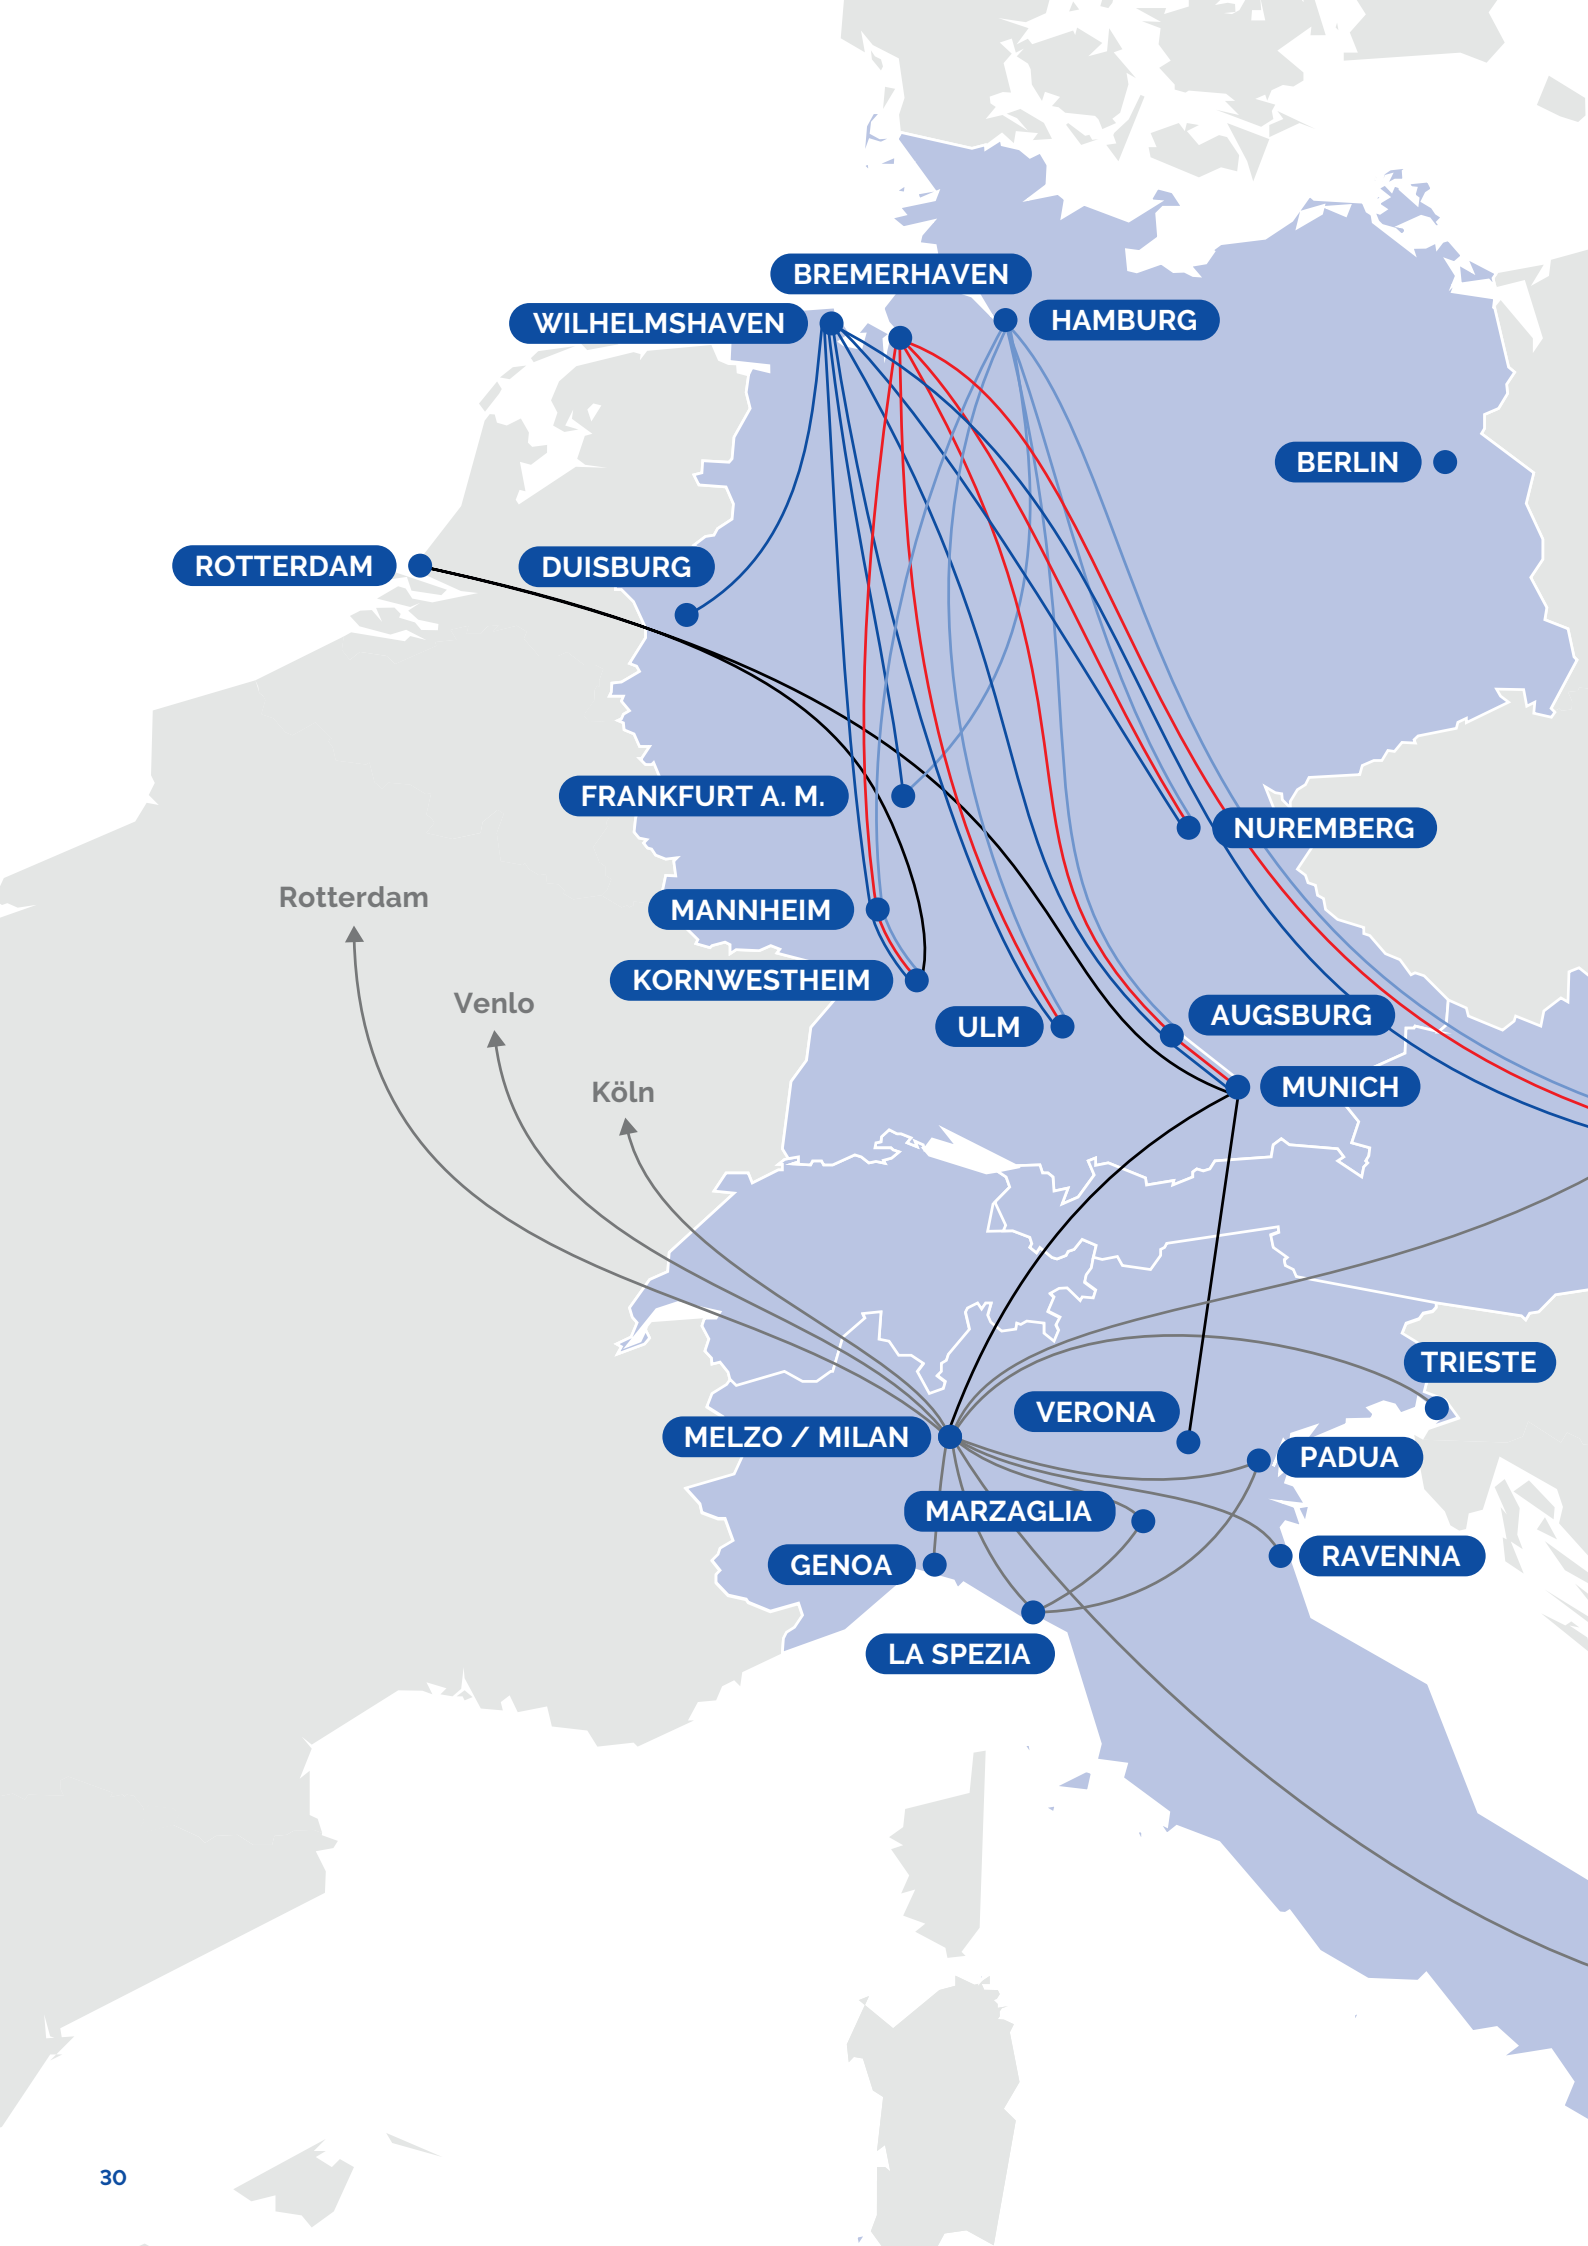 BREMERHAVEN
WILHELMSHAVEN
HAMBURG
BERLIN
ROTTERDAM
DUISBURG
FRANKFURT A. M.
NUREMBERG
Rotterdam
MANNHEIM
KORNWESTHEIM
Venlo
AUGSBURG
ULM
MUNICH
Köln
TRIESTE
VERONA
MELZO / MILAN
PADUA
MARZAGLIA
RAVENNA
GENOA
LA SPEZIA
30